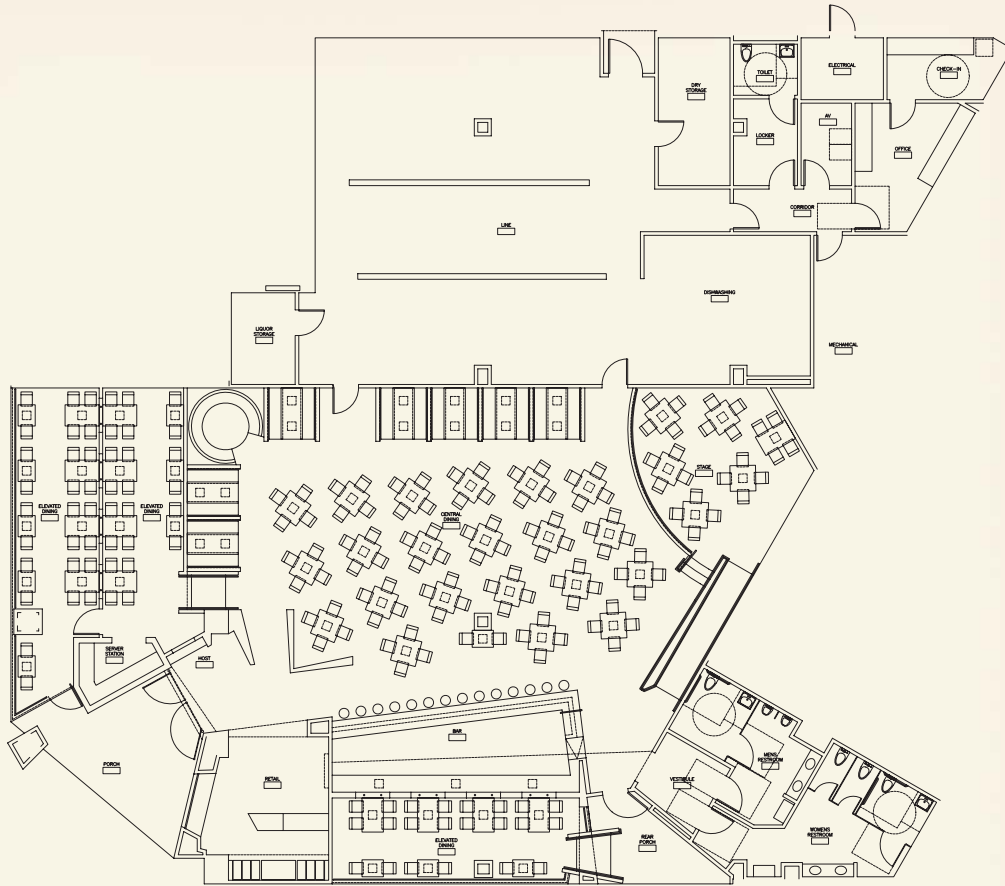 TOILET
ELECTRICAL
CHECK-IN
DRY
STORAGE
AV
LOCKER
OFFICE
CORRIDOR
LINE
DISHWASHING
LIQUOR
STORAGE
MECHANICAL
STAGE
ELEVATED
DINING
ELEVATED
DINING
CENTRAL
DINING
SERVER
STATION
HOST
BAR
MENS
RESTROOM
PORCH
RETAIL
VESTIBULE
WOMENS
RESTROOM
ELEVATED
DINING
REAR
PORCH